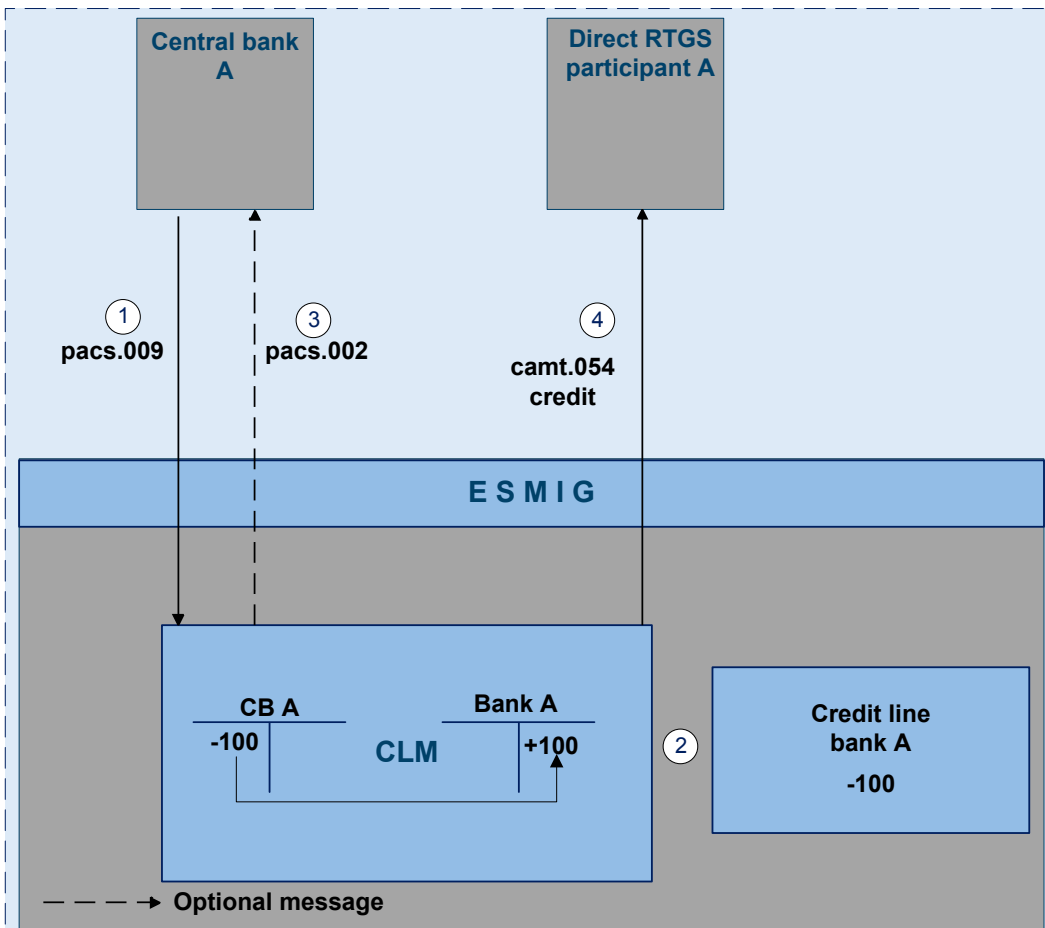 Central bank
A
Direct RTGS
participant A
1
pacs.009
3
pacs.002
4
camt.054
credit
E S M I G
CB A
-100
CLM
Bank A
+100
2
Credit line
bank A
-100
Optional message